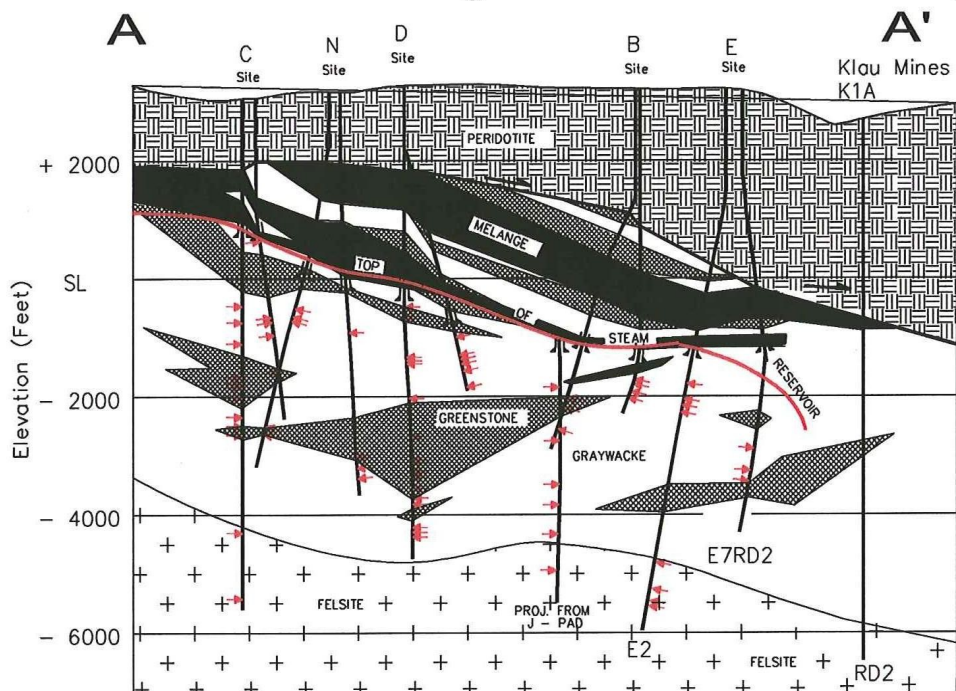 A
A'
C
Site
N
Site
D
Site
B
Site
E
Site
Klau Mines
K1A
PERIDOTITE
+ 2000
MELANGE
TOP
OF
STEAM
RESERVOIR
SL
Elevation (Feet)
- 2000
GREENSTONE
GRAYWACKE
- 4000
E7RD2
FELSITE
PROJ. FROM
J - PAD
- 6000
E2
FELSITE
RD2